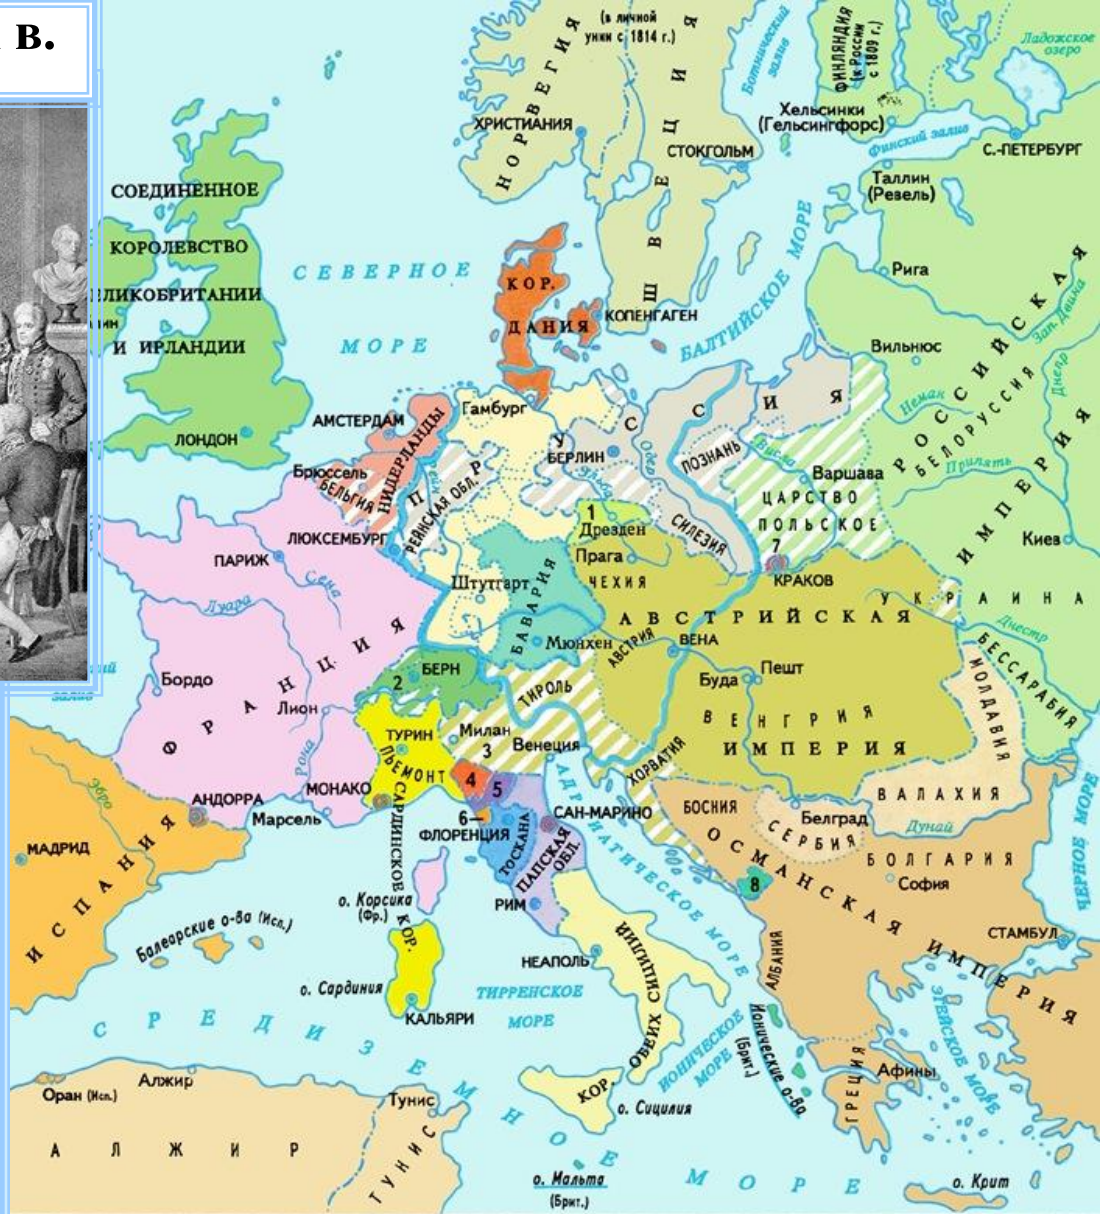 В.
НОРВЕГИЯ
(в личной
унии с 1814 г.)
ШВЕЦИЯ
Ботнический
залив
ФИНЛЯНДИЯ
(к России
с 1809 г.)
Ладожское
озеро
ХРИСТИАНИЯ
Хельсинки
(Гельсингфорс)
Финский залив
СТОКГОЛЬМ
С.-ПЕТЕРБУРГ
Таллин
(Ревель)
СОЕДИНЕННОЕ
КОРОЛЕВСТВО
ЛИКОБРИТАНИИ
ИН
И ИРЛАНДИИ
ЛОНДОН
СЕВЕРНОЕ
МОРЕ
КОР.
ДАНИЯ
КОПЕНГАГЕН
БАЛТИЙСКОЕ МОРЕ
Рига
Зап. Двина
Вильнюс
Днепр
Неман
РОССИЙСКАЯ
БЕЛОРУССИЯ
ИМПЕРИЯ
Припять
Киев
АМСТЕРДАМ
Гамбург
НИДЕРЛАНДЫ
Брюссель
БЕЛЬГИЯ
Рейн
ПРУССИЯ
РЕЙНСКАЯ ОБЛ.
БЕРЛИН
Эльба
Одер
ПОЗНАНЬ
Висла
Варшава
ЦАРСТВО
ПОЛЬСКОЕ
СИЛЕЗИЯ
ЛЮКСЕМБУРГ
1
Дрезден
Прага
ЧЕХИЯ
7
КРАКОВ
ПАРИЖ
Сена
Луара
Штутгарт
БАВАРИЯ
Мюнхен
АВСТРИЙСКАЯ
УКРАИНА
Днестр
АВСТРИЯ
ВЕНА
БЕССАРАБИЯ
МОЛДАВИЯ
залив
Бордо
ФРАНЦИЯ
Лион
Рона
2
БЕРН
ТИРОЛЬ
Буда
Пешт
ВЕНГРИЯ
ИМПЕРИЯ
ТУРИН
Милан
3
Венеция
ХОРВАТИЯ
ПЬЕМОНТ
4
5
6
Эбро
АНДОРРА
МОНАКО
Марсель
САРДИНСКОЕ КОР.
ФЛОРЕНЦИЯ
ТОСКАНА
САН-МАРИНО
ПАПСКАЯ
ОБЛ.
АДРИАТИЧЕСКОЕ МОРЕ
БОСНИЯ
Белград
СЕРБИЯ
ВАЛАХИЯ
Дунай
БОЛГАРИЯ
София
ЧЕРНОЕ МОРЕ
ОСМАНСКАЯ ИМПЕРИЯ
8
МАДРИД
ИСПАНИЯ
Балеарские о-ва (Исп.)
о. Корсика
(Фр.)
РИМ
НЕАПОЛЬ
о. Сардиния
КАЛЬЯРИ
ТИРРЕНСКОЕ
МОРЕ
КОР. ОБЕИХ СИЦИЛИЙ
АЛБАНИЯ
СТАМБУЛ
ЭГЕЙСКОЕ МОРЕ
ИОНИЧЕСКОЕ
МОРЕ
Ионические о-ва
(Брит.)
ГРЕЦИЯ
Афины
СРЕДИЗЕМНОЕ МОРЕ
Оран (Исп.)
Алжир
Тунис
АЛЖИР
ТУНИС
о. Сицилия
о. Мальта
(Брит.)
о. Крит